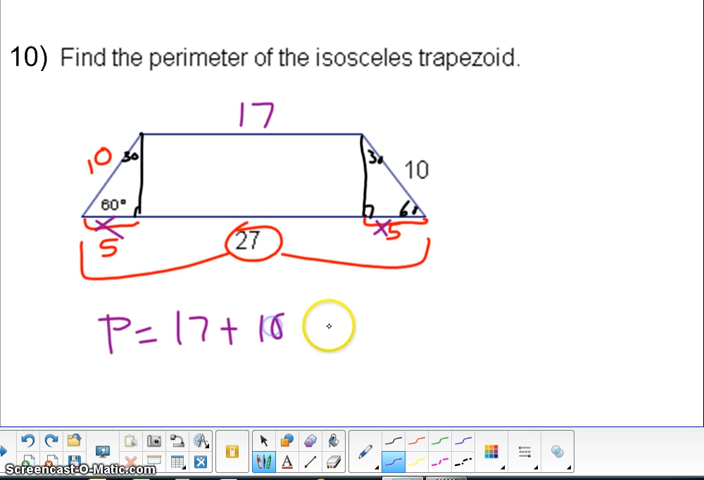 10) Find the perimeter of the isosceles trapezoid.
17
10 30 30 10
60° 60
x x
5 27 5
P = 17 + 10
Screencast-O-Matic.com